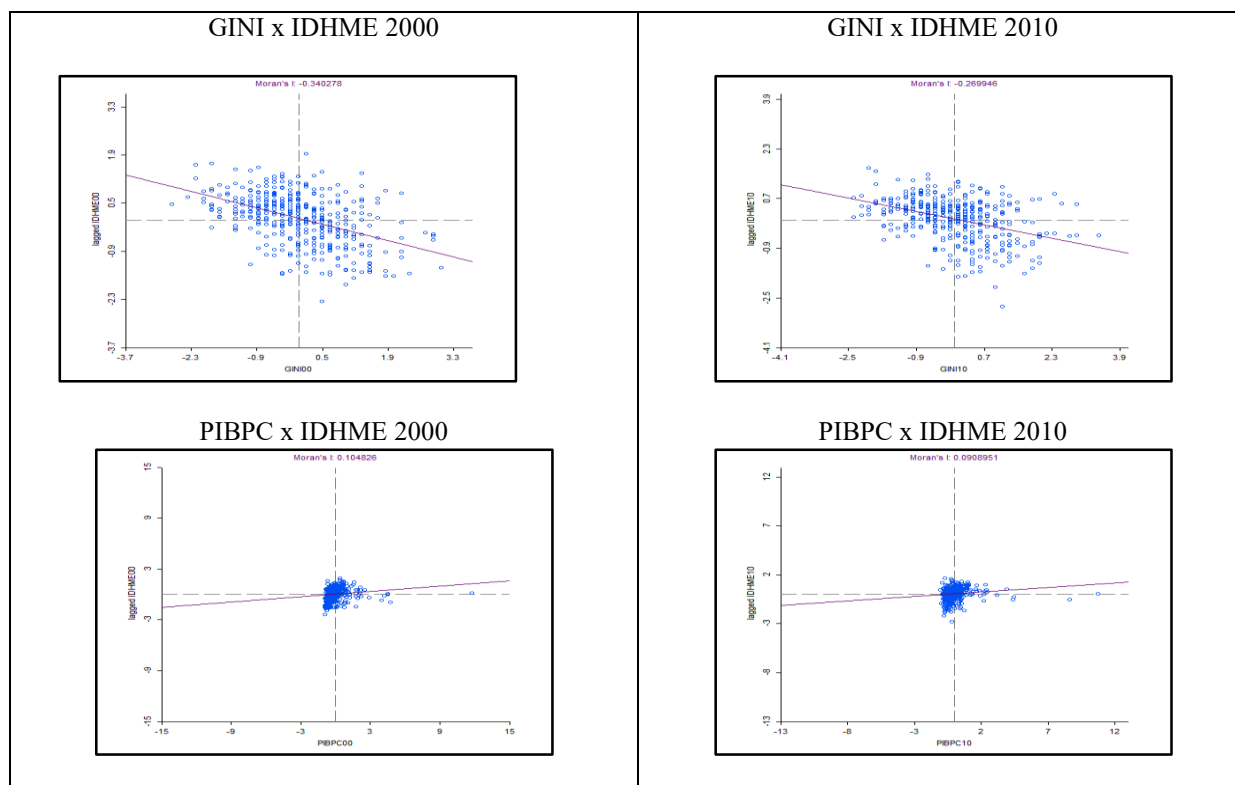 GINI x IDHME 2000
Moran's I: -0.340278
3.3
1.9
0.5
-0.9
-2.3
-3.7
lagged IDHME00
-3.7 -2.3 -0.9 0.5 1.9 3.3
GINI00
GINI x IDHME 2010
Moran's I: -0.269946
3.9
2.3
0.7
-0.9
-2.5
-4.1
lagged IDHME10
-4.1 -2.5 -0.9 0.7 2.3 3.9
GINI10
PIBPC x IDHME 2000
Moran's I: 0.104826
15
9
3
-3
-9
-15
lagged IDHME00
-15 -9 -3 3 9 15
PIBPC00
PIBPC x IDHME 2010
Moran's I: 0.0908951
12
7
2
-3
-8
-13
lagged IDHME10
-13 -8 -3 2 7 12
PIBPC10